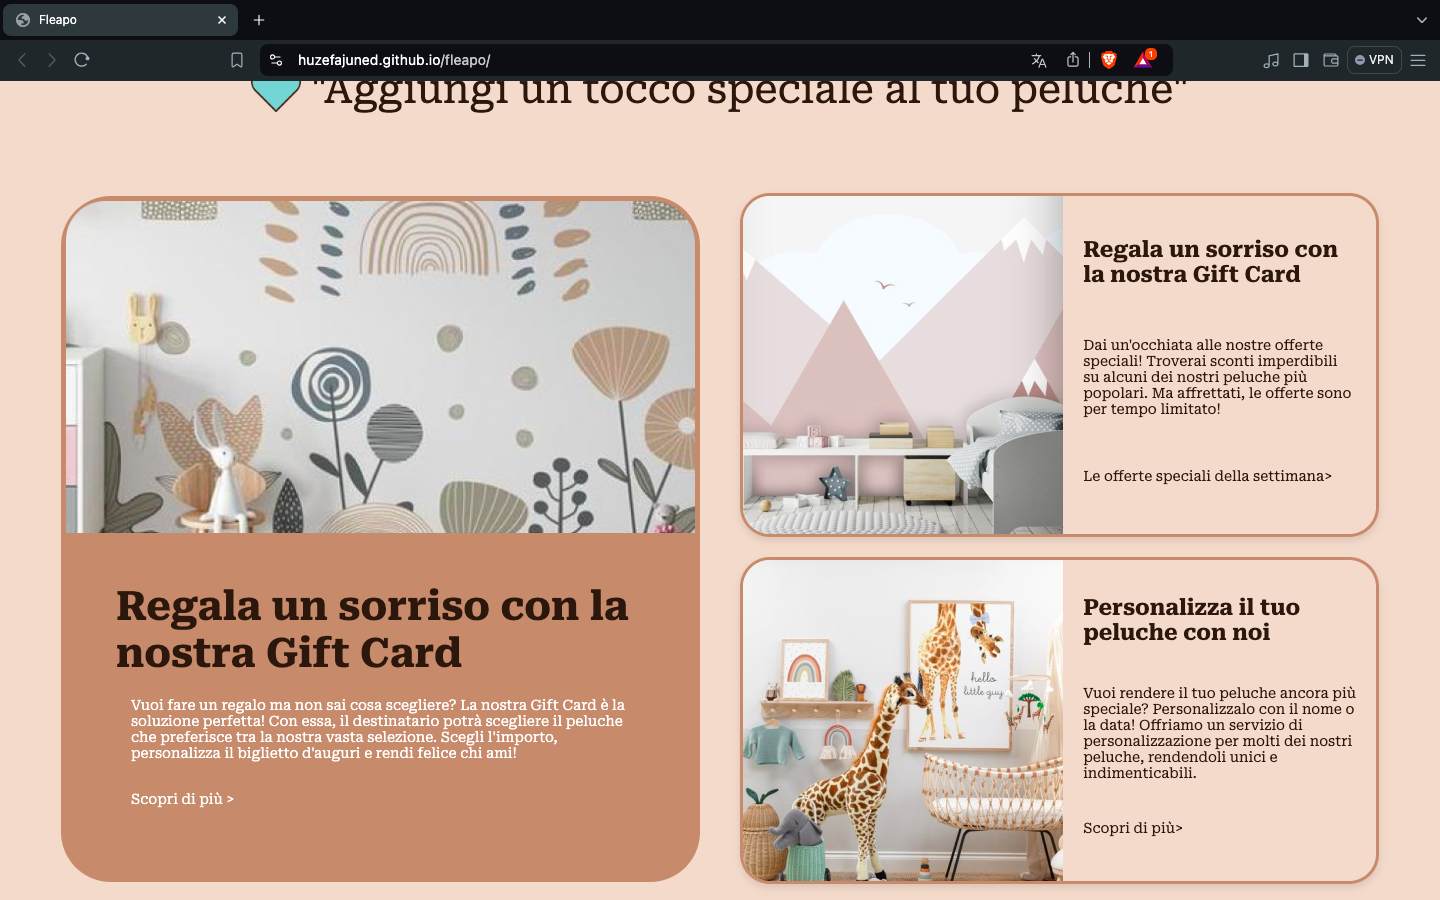 Fleapo
huzefajuned.github.io/fleapo/
1
VPN
"Aggiungi un tocco speciale al tuo peluche"
Regala un sorriso con la
nostra Gift Card
Vuoi fare un regalo ma non sai cosa scegliere? La nostra Gift Card è la
soluzione perfetta! Con essa, il destinatario potrà scegliere il peluche
che preferisce tra la nostra vasta selezione. Scegli l'importo,
personalizza il biglietto d'auguri e rendi felice chi ami!
Scopri di più >
Regala un sorriso con
la nostra Gift Card
Dai un'occhiata alle nostre offerte
speciali! Troverai sconti imperdibili
su alcuni dei nostri peluche più
popolari. Ma affrettati, le offerte sono
per tempo limitato!
Le offerte speciali della settimana>
hello
little guy
Personalizza il tuo
peluche con noi
Vuoi rendere il tuo peluche ancora più
speciale? Personalizzalo con il nome o
la data! Offriamo un servizio di
personalizzazione per molti dei nostri
peluche, rendendoli unici e
indimenticabili.
Scopri di più>